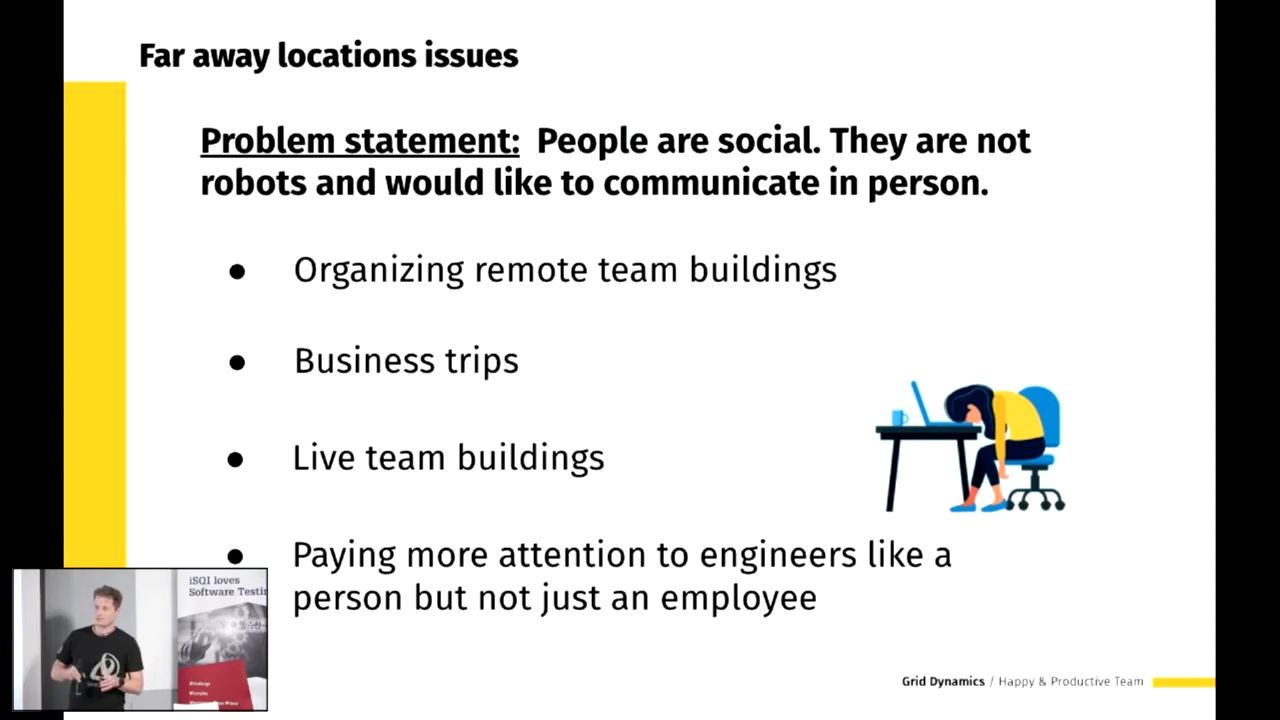 Far away locations issues
Problem statement: People are social. They are not
robots and would like to communicate in person.
● Organizing remote team buildings
● Business trips
● Live team buildings
● Paying more attention to engineers like a
person but not just an employee
iSQI loves
Software Testin
Grid Dynamics / Happy & Productive Team